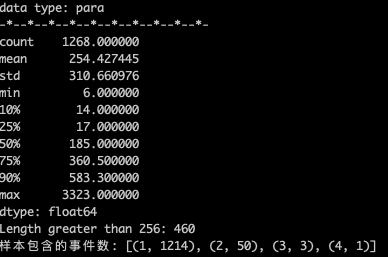 data type: para
-*--*--*--*--*--*--*--*--*--*-
count    1268.000000
mean      254.427445
std       310.660976
min         6.000000
10%        14.000000
25%        17.000000
50%       185.000000
75%       360.500000
90%       583.300000
max      3323.000000
dtype: float64
Length greater than 256: 460
样本包含的事件数: [(1, 1214), (2, 50), (3, 3), (4, 1)]